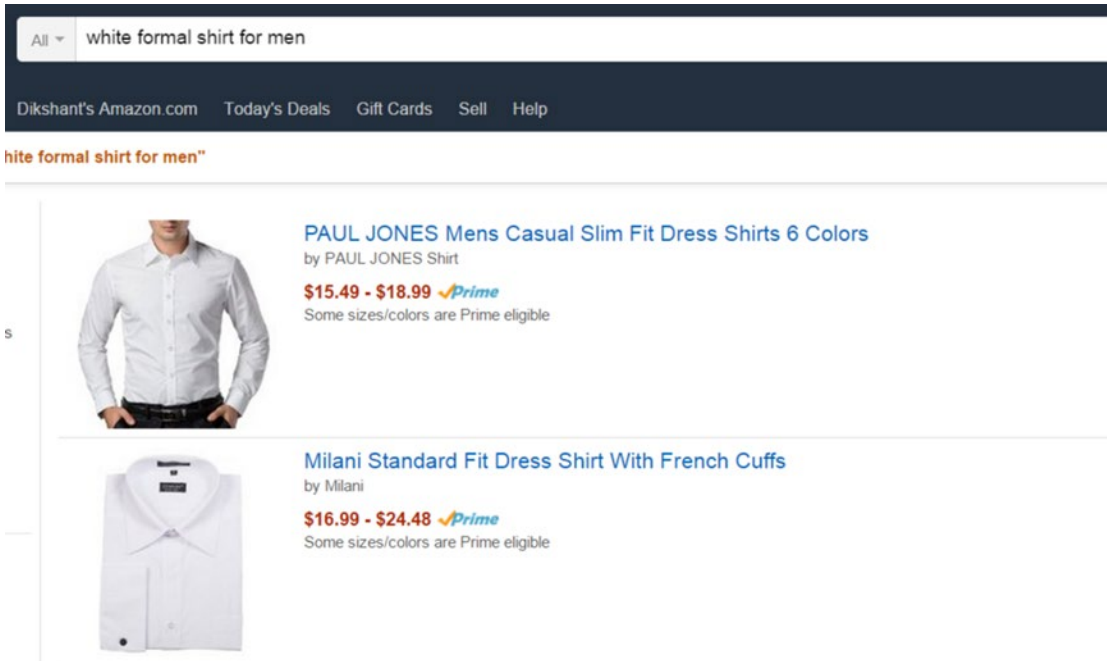 All
white formal shirt for men
Dikshant's Amazon.com Today's Deals Gift Cards Sell Help
hite formal shirt for men"
PAUL JONES Mens Casual Slim Fit Dress Shirts 6 Colors
by PAUL JONES Shirt
$15.49 - $18.99 Prime
Some sizes/colors are Prime eligible
s
Milani Standard Fit Dress Shirt With French Cuffs
by Milani
$16.99 - $24.48 Prime
Some sizes/colors are Prime eligible